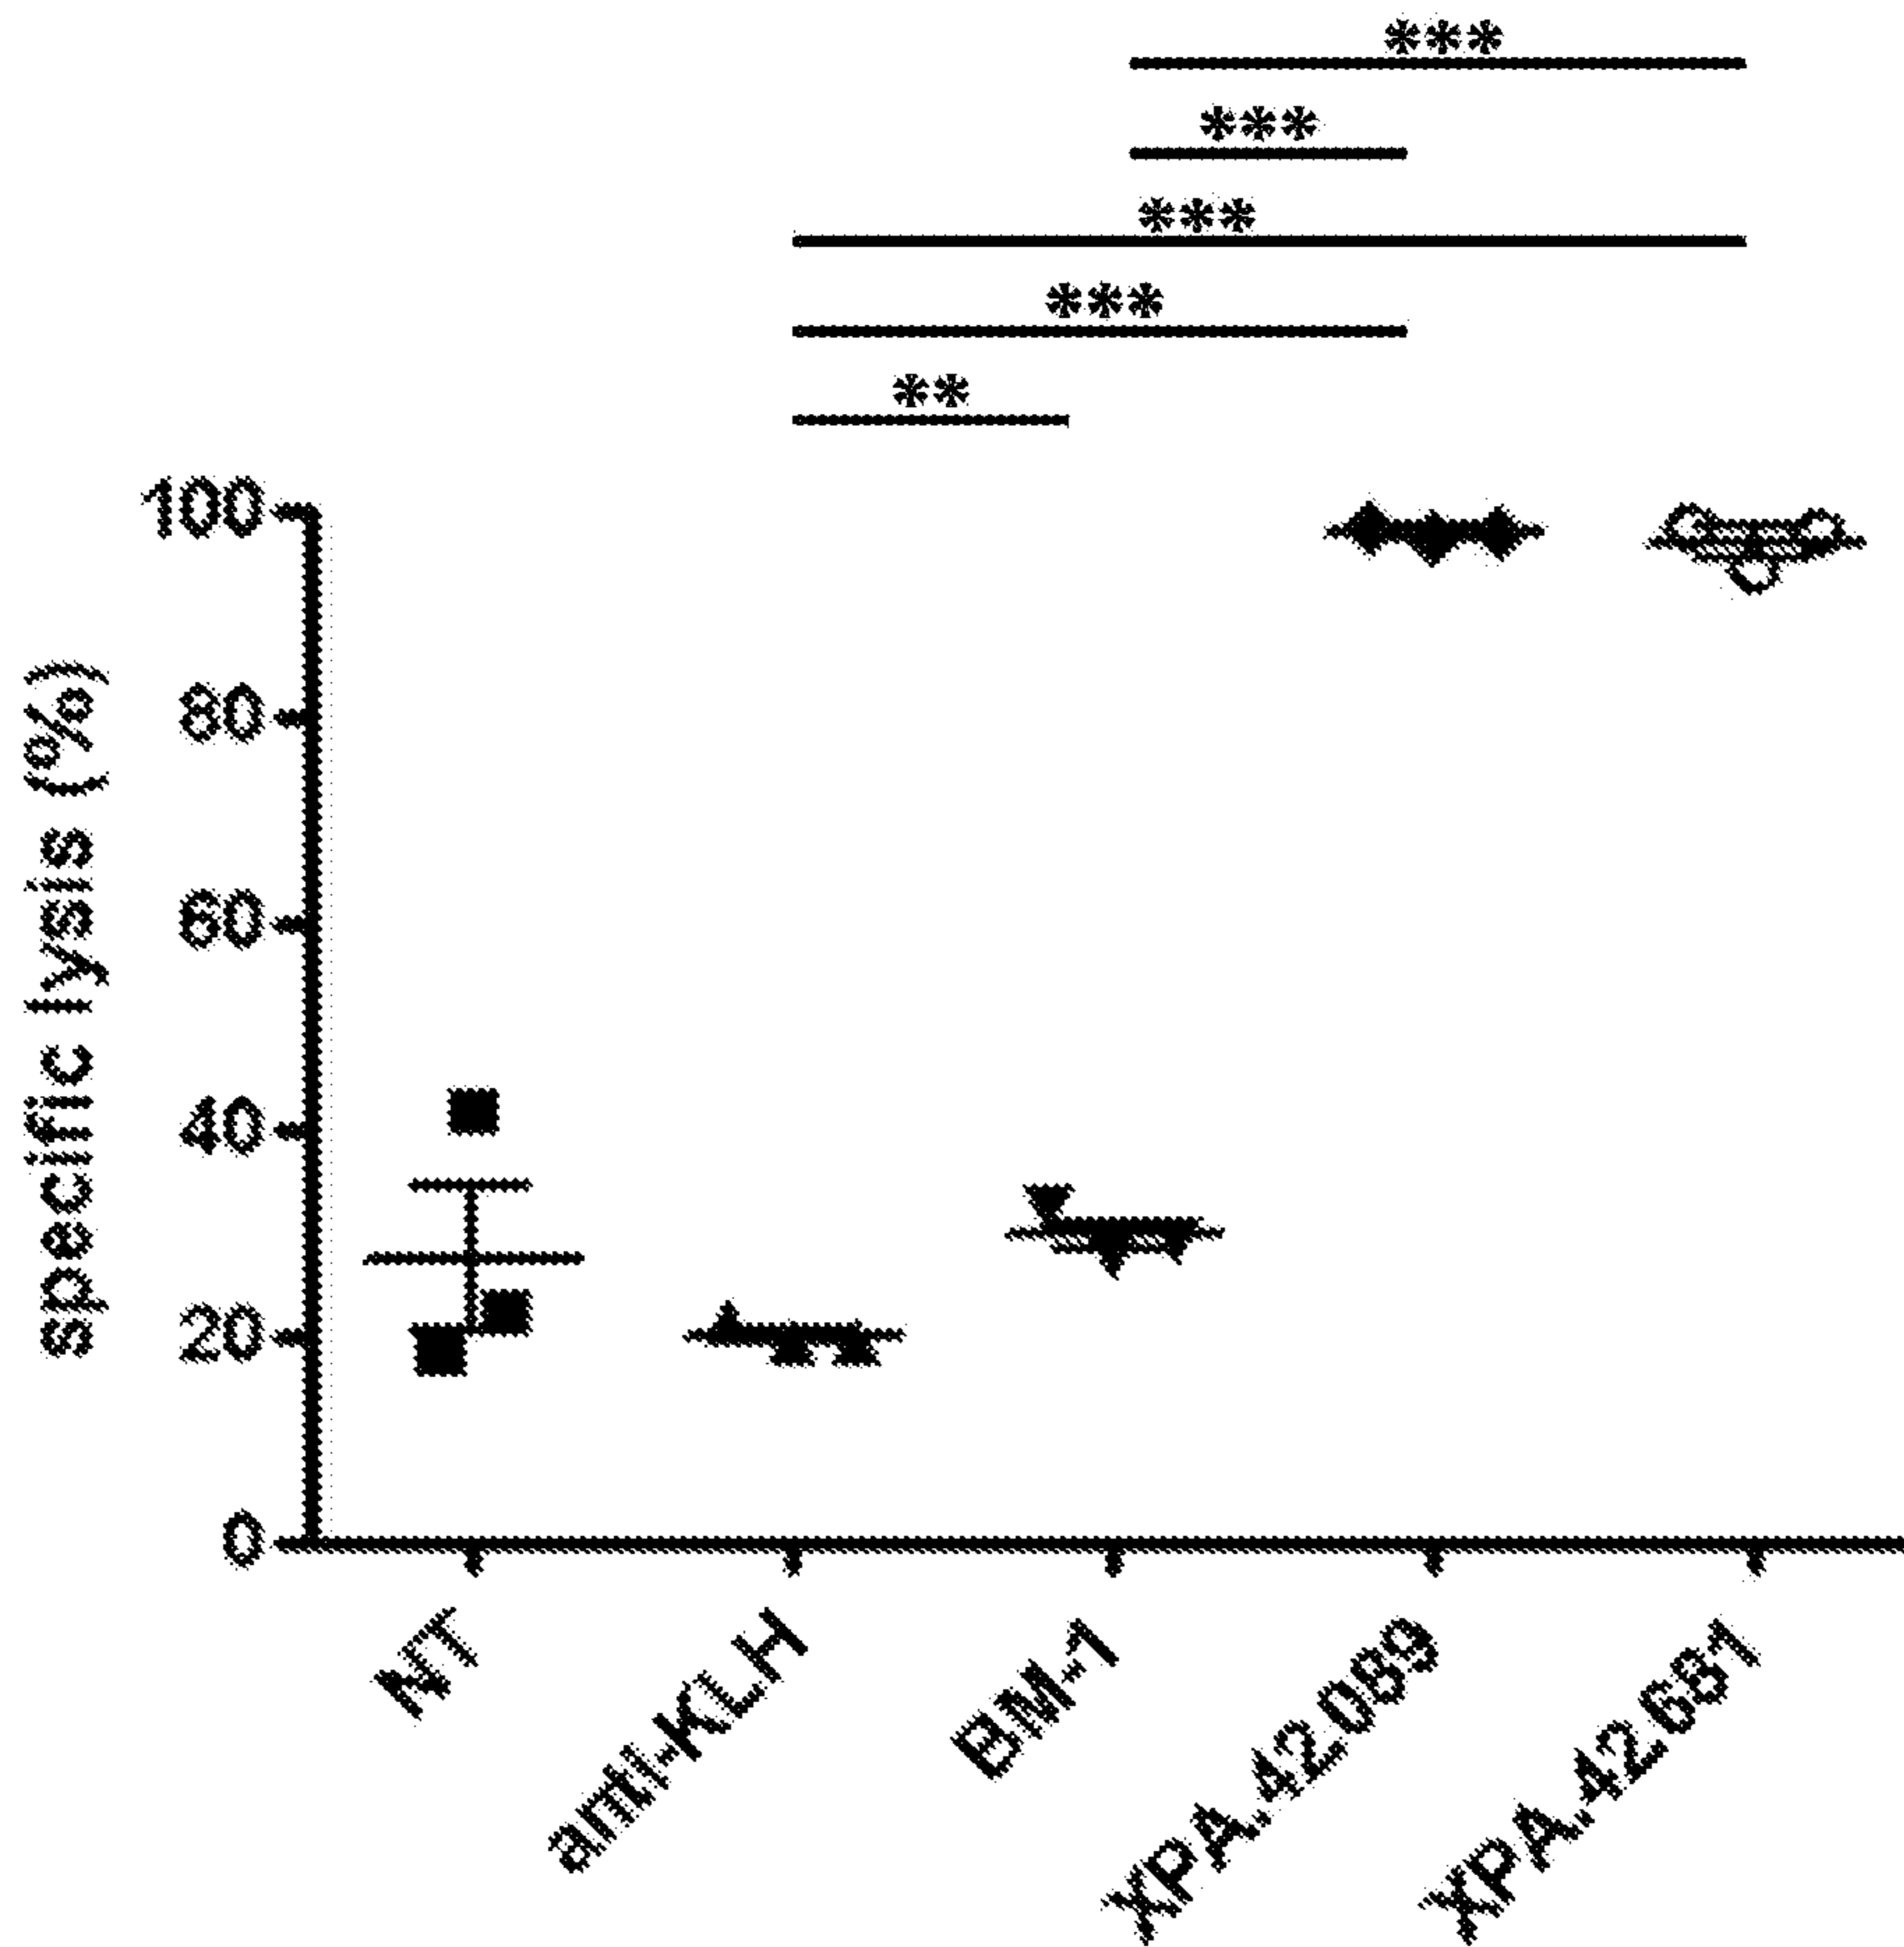 ***
***
***
***
**
100
80
60
40
20
0
specific lysis (%)
NT
anti-KLH
BM-1
XPA.42.089
XPA.42.681